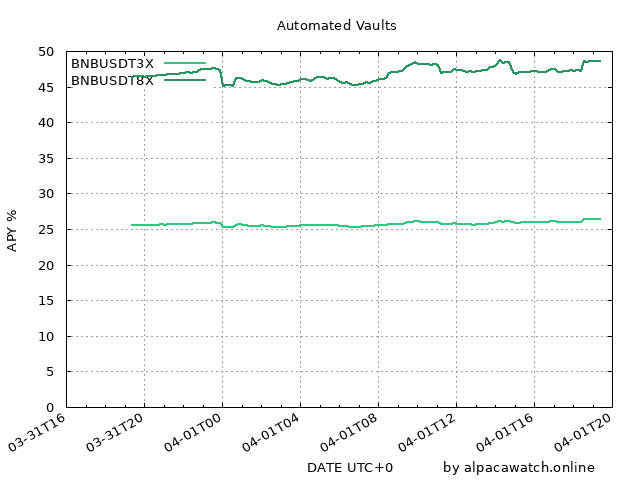 Automated Vaults
BNBUSDT3X
BNBUSDT8X
APY %
50
45
40
35
30
25
20
15
10
5
0
03-31T16
03-31T20
04-01T00
04-01T04
04-01T08
04-01T12
04-01T16
04-01T20
DATE UTC+0
by alpacawatch.online